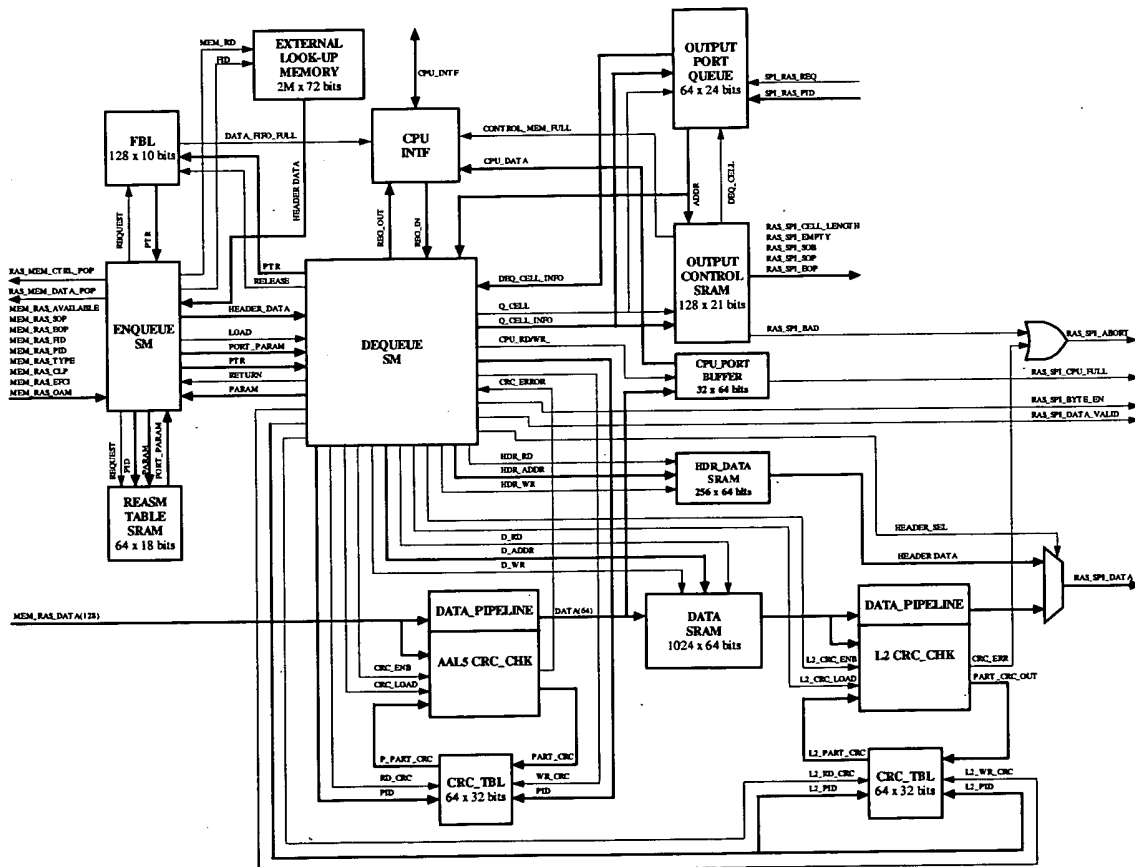 MEM_RD
FID
EXTERNAL
LOOK-UP
MEMORY
2M x 72 bits
CPU_INTF
OUTPUT
PORT
QUEUE
64 x 24 bits
SPI_RAS_REQ
SPI_RAS_PID
FBL
128 x 10 bits
DATA_FIFO_FULL
CPU
INTF
CONTROL_MEM_FULL
CPU_DATA
HEADER DATA
ADDR
DEQ_CELL
REQUEST
PTR
REG_OUT
REG_IN
RAS_SPI_CELL_LENGTH
RAS_SPI_EMPTY
RAS_SPI_SOB
RAS_SPI_SOP
RAS_SPI_EOP
OUTPUT
CONTROL
SRAM
128 x 21 bits
RAS_MEM_CTRL_POP
RAS_MEM_DATA_POP
MEM_RAS_AVAILABLE
MEM_RAS_SOP
MEM_RAS_EOP
MEM_RAS_FID
MEM_RAS_PID
MEM_RAS_TYPE
MEM_RAS_CLP
MEM_RAS_EFCI
MEM_RAS_OAM
ENQUEUE
SM
PTR
RELEASE
HEADER_DATA
LOAD
PORT_PARAM
PTR
RETURN
PARAM
DEQUEUE
SM
DEQ_CELL_INFO
Q_CELL
Q_CELL_INFO
CPU_RD/WR_
CRC_ERROR
RAS_SPI_BAD
RAS_SPI_ABORT
CPU_PORT
BUFFER
32 x 64 bits
RAS_SPI_CPU_FULL
RAS_SPI_BYTE_EN
RAS_SPI_DATA_VALID
REQUEST
PID
PARAM
PORT_PARAM
REASM
TABLE
SRAM
64 x 18 bits
HDR_RD
HDR_ADDR
HDR_WR
HDR_DATA
SRAM
256 x 64 bits
HEADER_SEL
HEADER DATA
RAS_SPI_DATA
D_RD
D_ADDR
D_WR
MEM_RAS_DATA(128)
DATA_PIPELINE
AAL5 CRC_CHK
DATA(64)
DATA
SRAM
1024 x 64 bits
DATA_PIPELINE
L2 CRC_CHK
CRC_ENB
CRC_LOAD
L2_CRC_ENB
L2_CRC_LOAD
CRC_ERR
PART_CRC_OUT
P_PART_CRC
PART_CRC
RD_CRC
PID
CRC_TBL
64 x 32 bits
WR_CRC
PID
L2_PART_CRC
L2_RD_CRC
L2_PID
CRC_TBL
64 x 32 bits
L2_WR_CRC
L2_PID